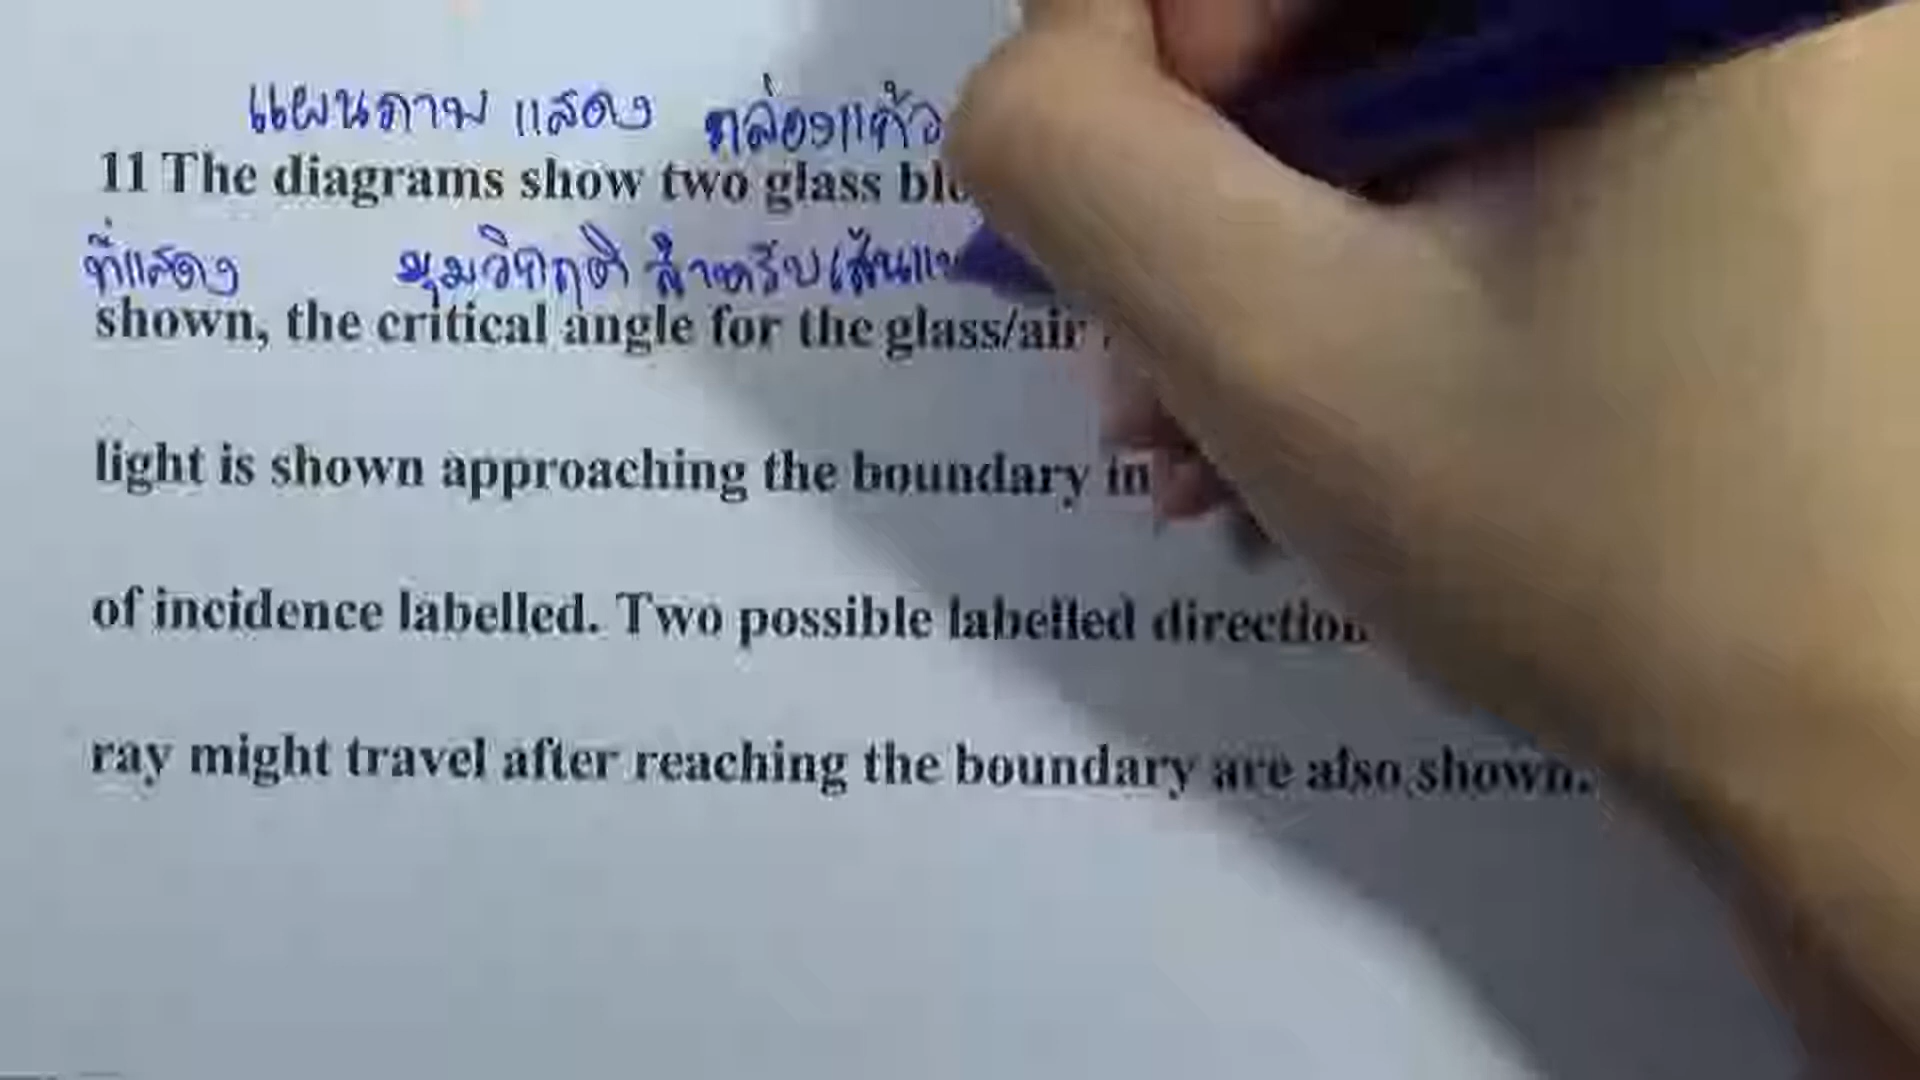 แผนภาพ แสดง กล่องแก้ว
11 The diagrams show two glass
ที่แสดง มุมวิกฤติ สำหรับเส้นแบ
shown, the critical angle for the glass/air
light is shown approaching the boundary in
of incidence labelled. Two possible labelled direction
ray might travel after reaching the boundary are also shown.